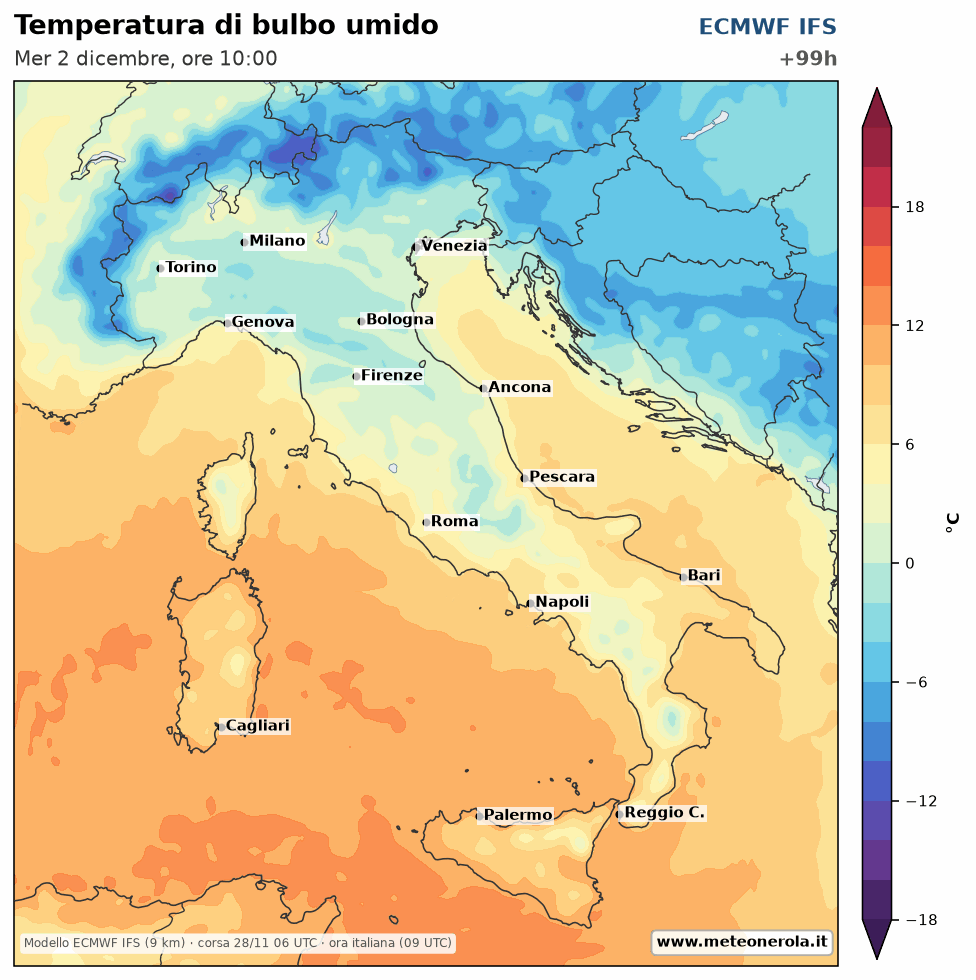 Temperatura di bulbo umido
ECMWF IFS
Mer 2 dicembre, ore 10:00
+99h
Milano
Venezia
Torino
Genova
Bologna
Firenze
Ancona
Pescara
Roma
Bari
Napoli
Cagliari
Palermo
Reggio C.
18
12
6
0
−6
−12
−18
°C
Modello ECMWF IFS (9 km) · corsa 28/11 06 UTC · ora italiana (09 UTC)
www.meteonerola.it